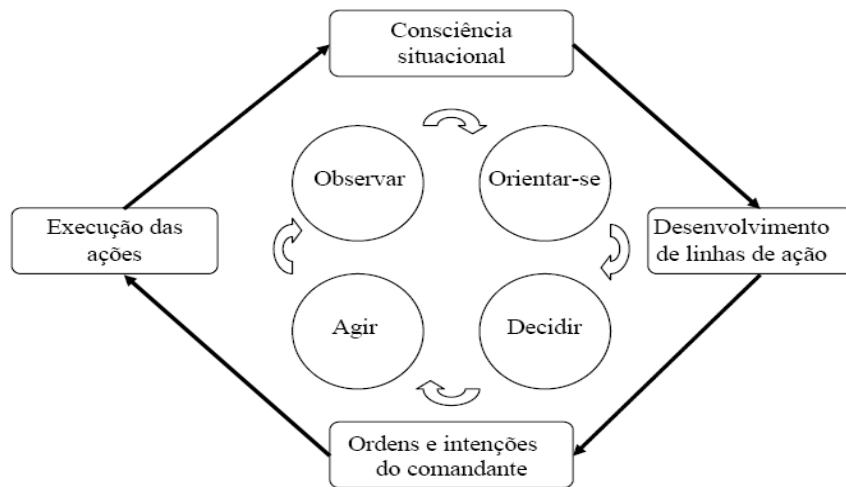 Consciência
situacional
Observar
Orientar-se
Execução das
ações
Desenvolvimento
de linhas de ação
Agir
Decidir
Ordens e intenções
do comandante